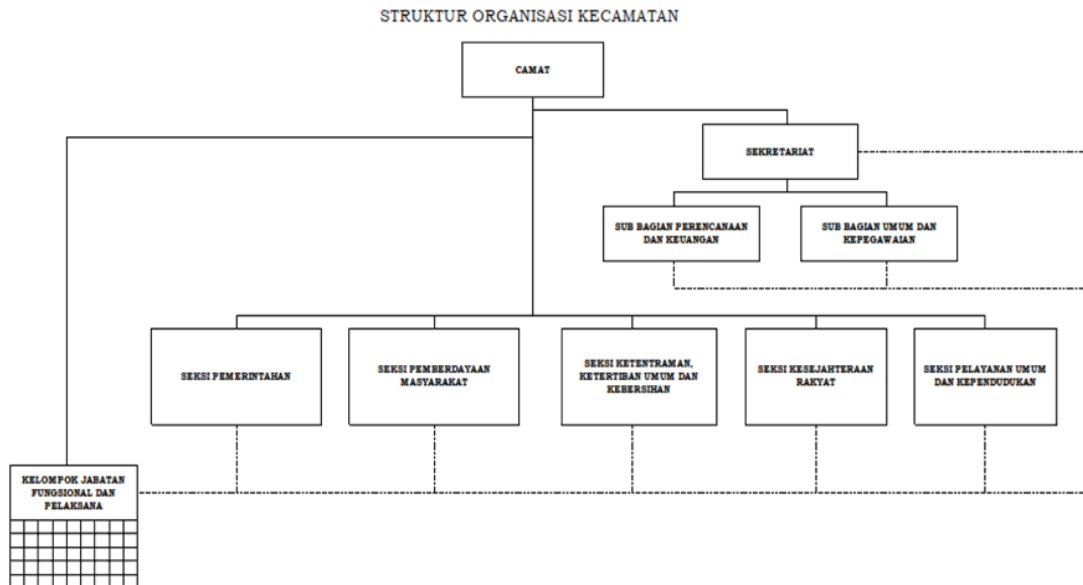 STRUKTUR ORGANISASI KECAMATAN
CAMAT
SEKRETARIAT
SUB BAGIAN PERENCANAAN
DAN KEUANGAN
SUB BAGIAN UMUM DAN
KEPEGAWAIAN
SEKSI PEMERINTAHAN
SEKSI PEMBERDAYAAN
MASYARAKAT
SEKSI KETENTRAMAN,
KETERTIBAN UMUM DAN
KEBERSIHAN
SEKSI KESEJAHTERAAN
RAKYAT
SEKSI PELAYANAN UMUM
DAN KEPENDUDUKAN
KELOMPOK JABATAN
FUNGSIONAL DAN
PELAKSANA